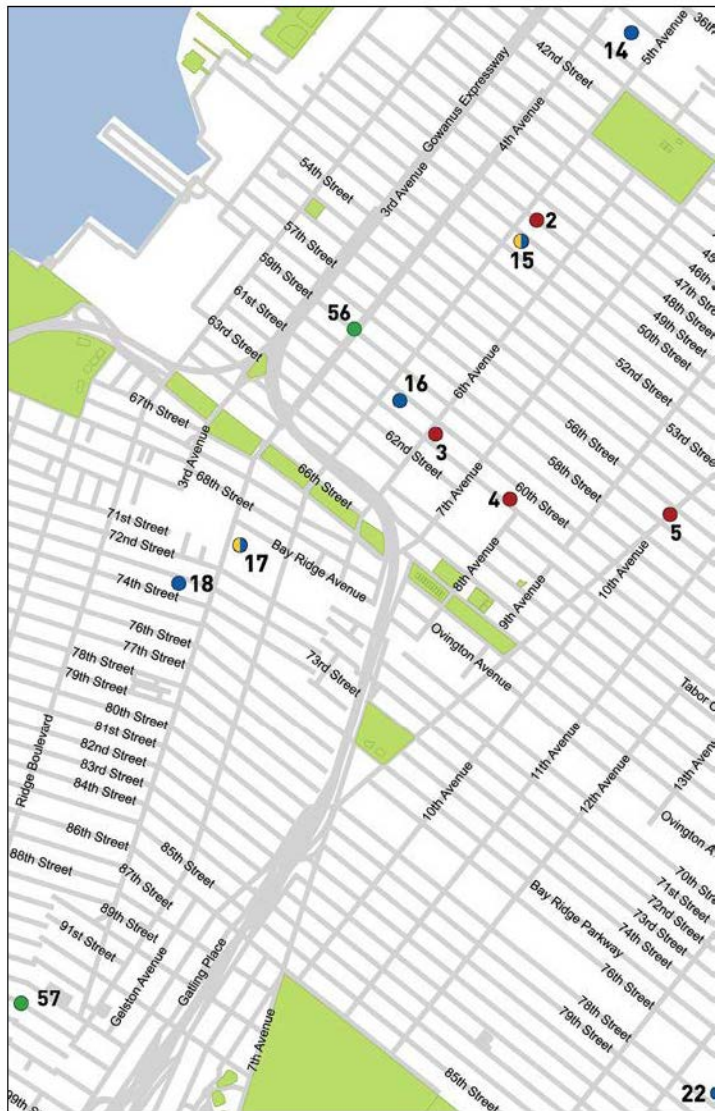 36th
5th Avenue
14
42nd Street
Gowanus Expressway
4th Avenue
54th Street
3rd Avenue
2
57th Street
15
45
59th Street
46th
47th Stre
61st Street
48th Street
49th Street
56
50th Street
63rd Street
52nd Street
16
6th Avenue
53rd Street
67th Street
3
62nd Street
56th Street
3rd Avenue
68th Street
66th Street
7th Avenue
58th Street
4
60th Street
5
71st Street
72nd Street
17
Bay Ridge Avenue
8th Avenue
10th Avenue
74th Street
18
9th Avenue
76th Street
77th Street
Ovington Avenue
78th Street
79th Street
73rd Street
Tabor C
80th Street
81st Street
82nd Street
83rd Street
84th Street
Ridge Boulevard
11th Avenue
12th Avenue
13th Aven
10th Avenue
Ovington A
86th Street
85th Street
88th Street
87th Street
70th St
71st Street
72nd Street
73rd Street
74th Street
Bay Ridge Parkway
89th Street
91st Street
Gelston Avenue
Gatling Place
76th Street
57
78th Street
79th Street
7th Avenue
85th Street
22
99th Str